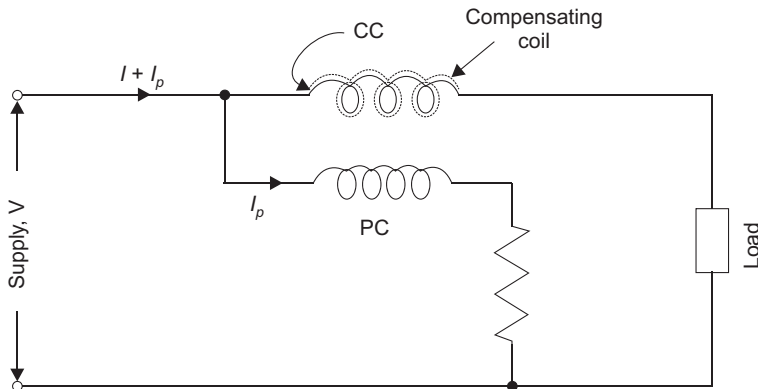 Compensating
coil
CC
I + Iₚ
Iₚ
PC
Supply, V
Load